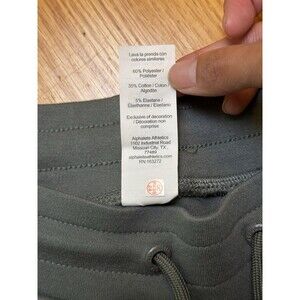 Lava la prenda con
colores similares
60% Polyester /
Poliéster
35% Cotton / Coton /
Algodón
5% Elastane /
Élasthanne / Elastano
Exclusive of decoration
/ Décoration non
comprise
Alphalete Athletics
1102 Industrial Road
Missouri City, TX
77489
alphaleteathletics.com
RN 163272